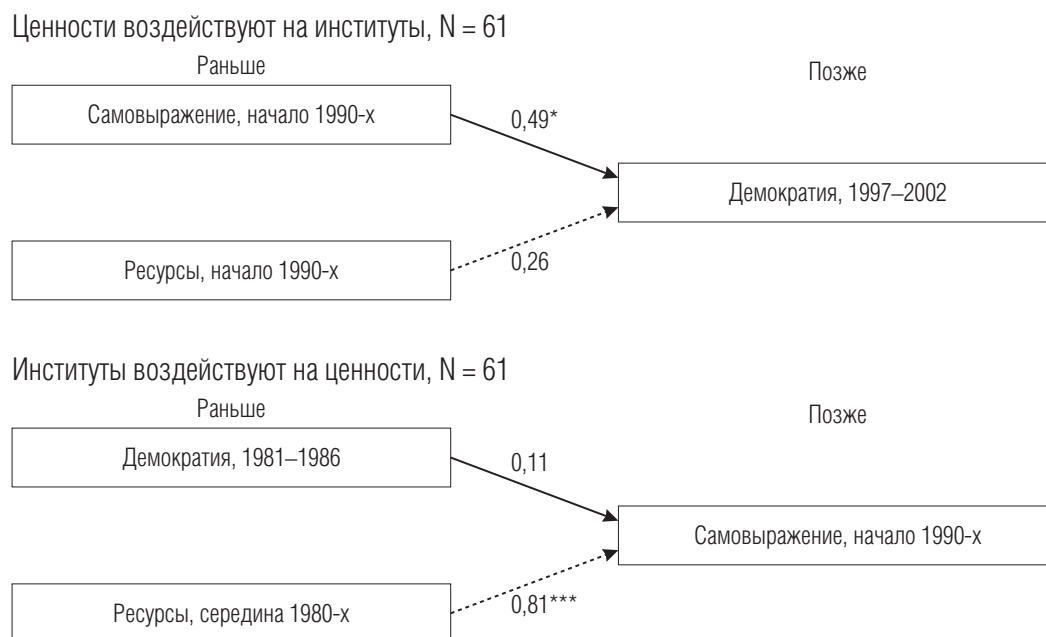 Ценности воздействуют на институты, N = 61
Раньше
Позже
Самовыражение, начало 1990-х
0,49*
Демократия, 1997–2002
Ресурсы, начало 1990-х
0,26
Институты воздействуют на ценности, N = 61
Раньше
Позже
Демократия, 1981–1986
0,11
Самовыражение, начало 1990-х
Ресурсы, середина 1980-х
0,81***